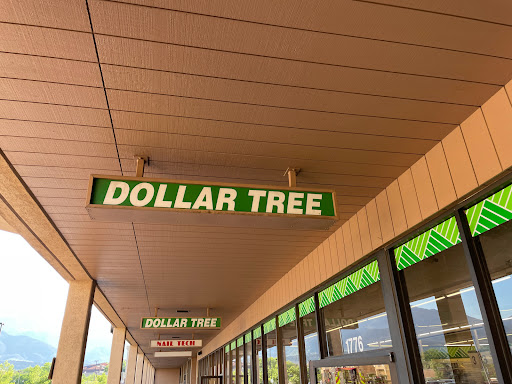 DOLLAR TREE
DOLLAR TREE
NAIL TECH
1776